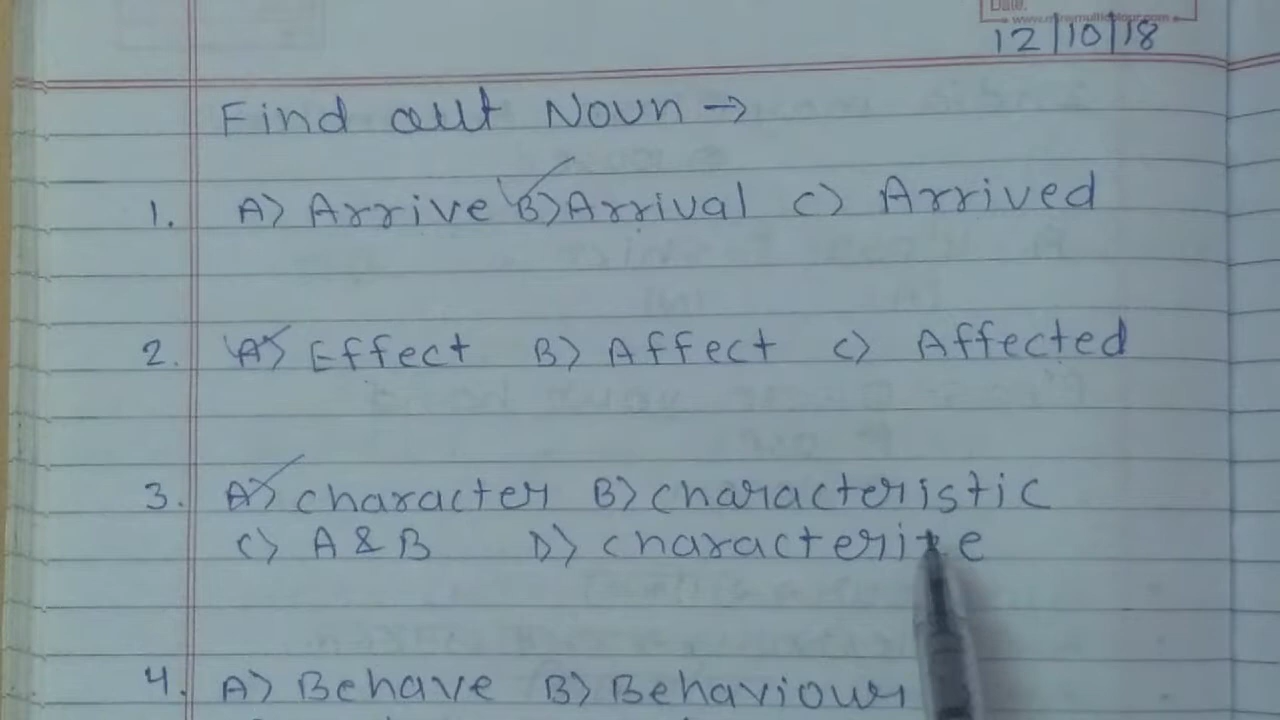 Date:
12/10/18
Find out Noun →
1. A) Arrive B) Arrival C) Arrived
2. A) Effect B) Affect C) Affected
3. A) character B) characteristic
C) A & B D) characterize
4. A) Behave B) Behaviour